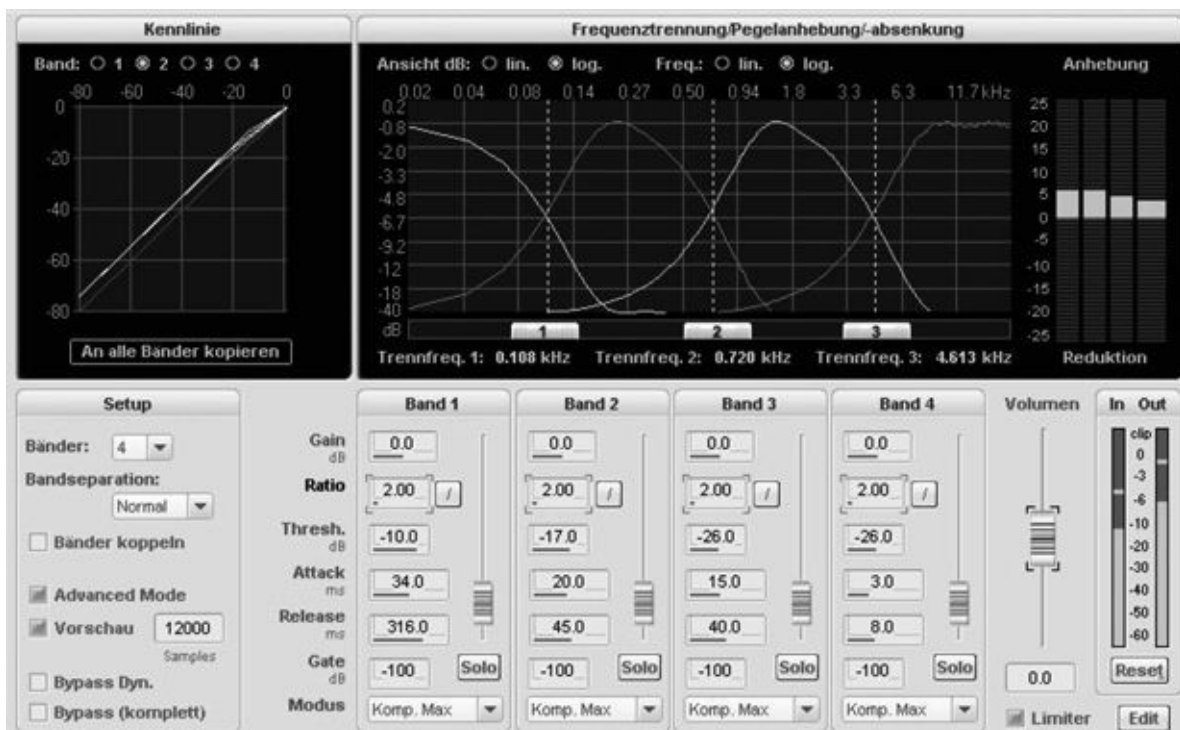 Kennlinie
Band: 1 2 3 4
-80 -60 -40 -20 0
0
-20
-40
-60
-80
An alle Bänder kopieren
Frequenztrennung/Pegelanhebung/-absenkung
Ansicht dB: lin. log. Freq.: lin. log. Anhebung
0.02 0.04 0.08 0.14 0.27 0.50 0.94 1.8 3.3 6.3 11.7 kHz
0.2
-0.8
-2.0
-3.3
-4.8
-6.7
-9.2
-12
-18
-40
dB
1 2 3
Trennfreq. 1: 0.108 kHz Trennfreq. 2: 0.720 kHz Trennfreq. 3: 4.613 kHz
25
20
15
10
5
0
-5
-10
-15
-20
-25
Reduktion
Setup
Bänder: 4
Bandseparation:
Normal
Bänder koppeln
Advanced Mode
Vorschau 12000
Samples
Bypass Dyn.
Bypass (komplett)
Band 1 Band 2 Band 3 Band 4
Gain dB 0.0 0.0 0.0 0.0
Ratio 2.00 / 2.00 / 2.00 / 2.00 /
Thresh. dB -10.0 -17.0 -26.0 -26.0
Attack ms 34.0 20.0 15.0 3.0
Release ms 316.0 45.0 40.0 8.0
Gate dB -100 Solo -100 Solo -100 Solo -100 Solo
Modus Komp. Max Komp. Max Komp. Max Komp. Max
Volumen
0.0
Limiter
In Out
clip
0
-3
-6
-10
-20
-30
-40
-50
-60
Reset
Edit